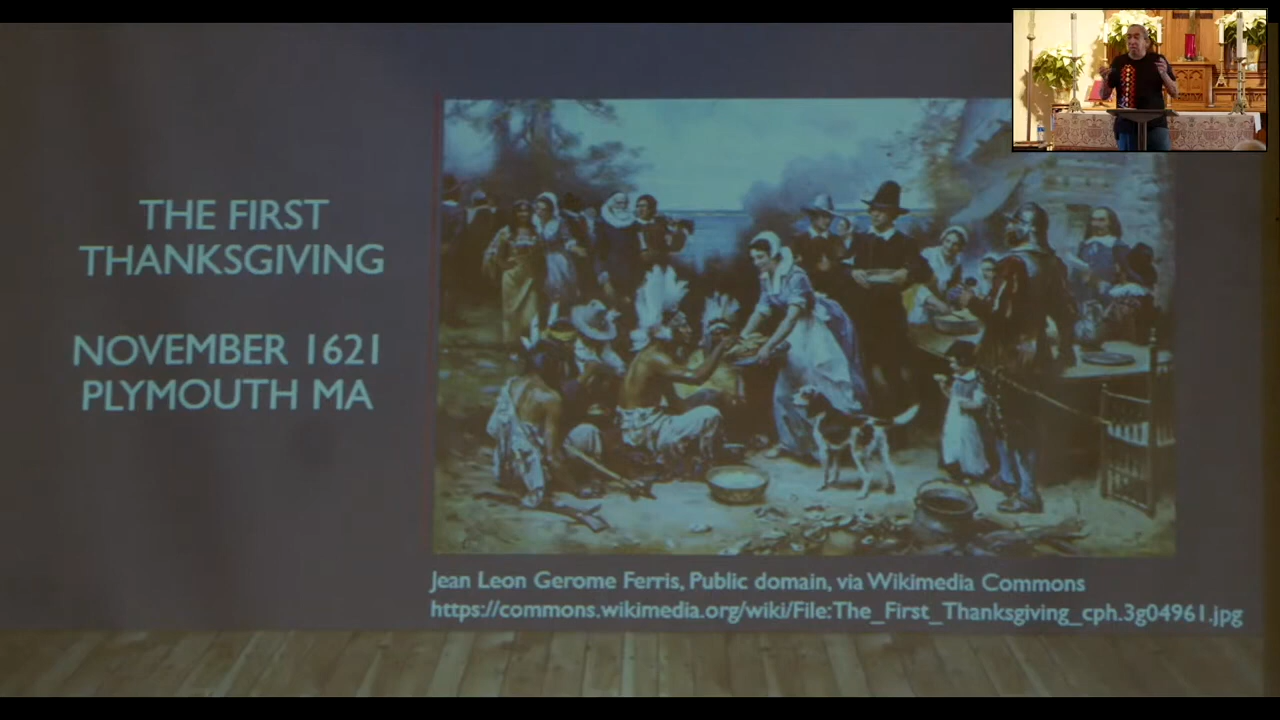 THE FIRST
THANKSGIVING
NOVEMBER 1621
PLYMOUTH MA
Jean Leon Gerome Ferris, Public domain, via Wikimedia Commons
https://commons.wikimedia.org/wiki/File:The_First_Thanksgiving_cph.3g04961.jpg